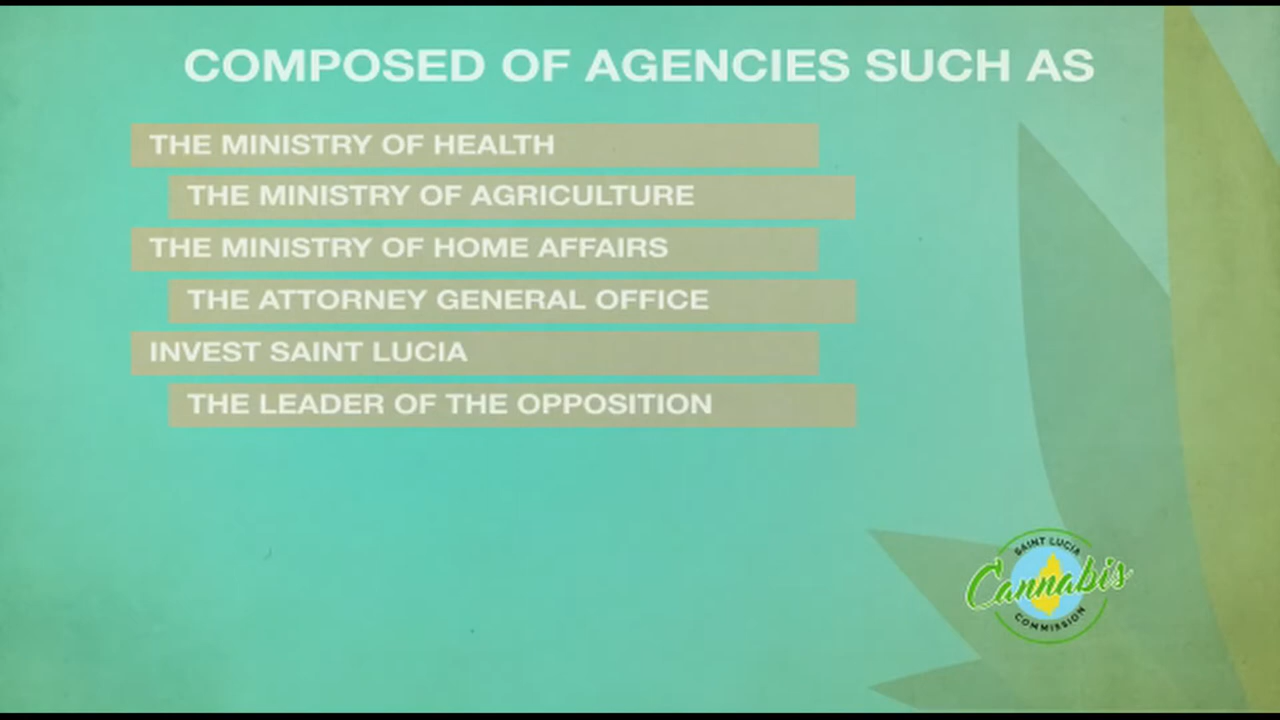 COMPOSED OF AGENCIES SUCH AS
THE MINISTRY OF HEALTH
THE MINISTRY OF AGRICULTURE
THE MINISTRY OF HOME AFFAIRS
THE ATTORNEY GENERAL OFFICE
INVEST SAINT LUCIA
THE LEADER OF THE OPPOSITION
SAINT LUCIA
Cannabis
COMMISSION